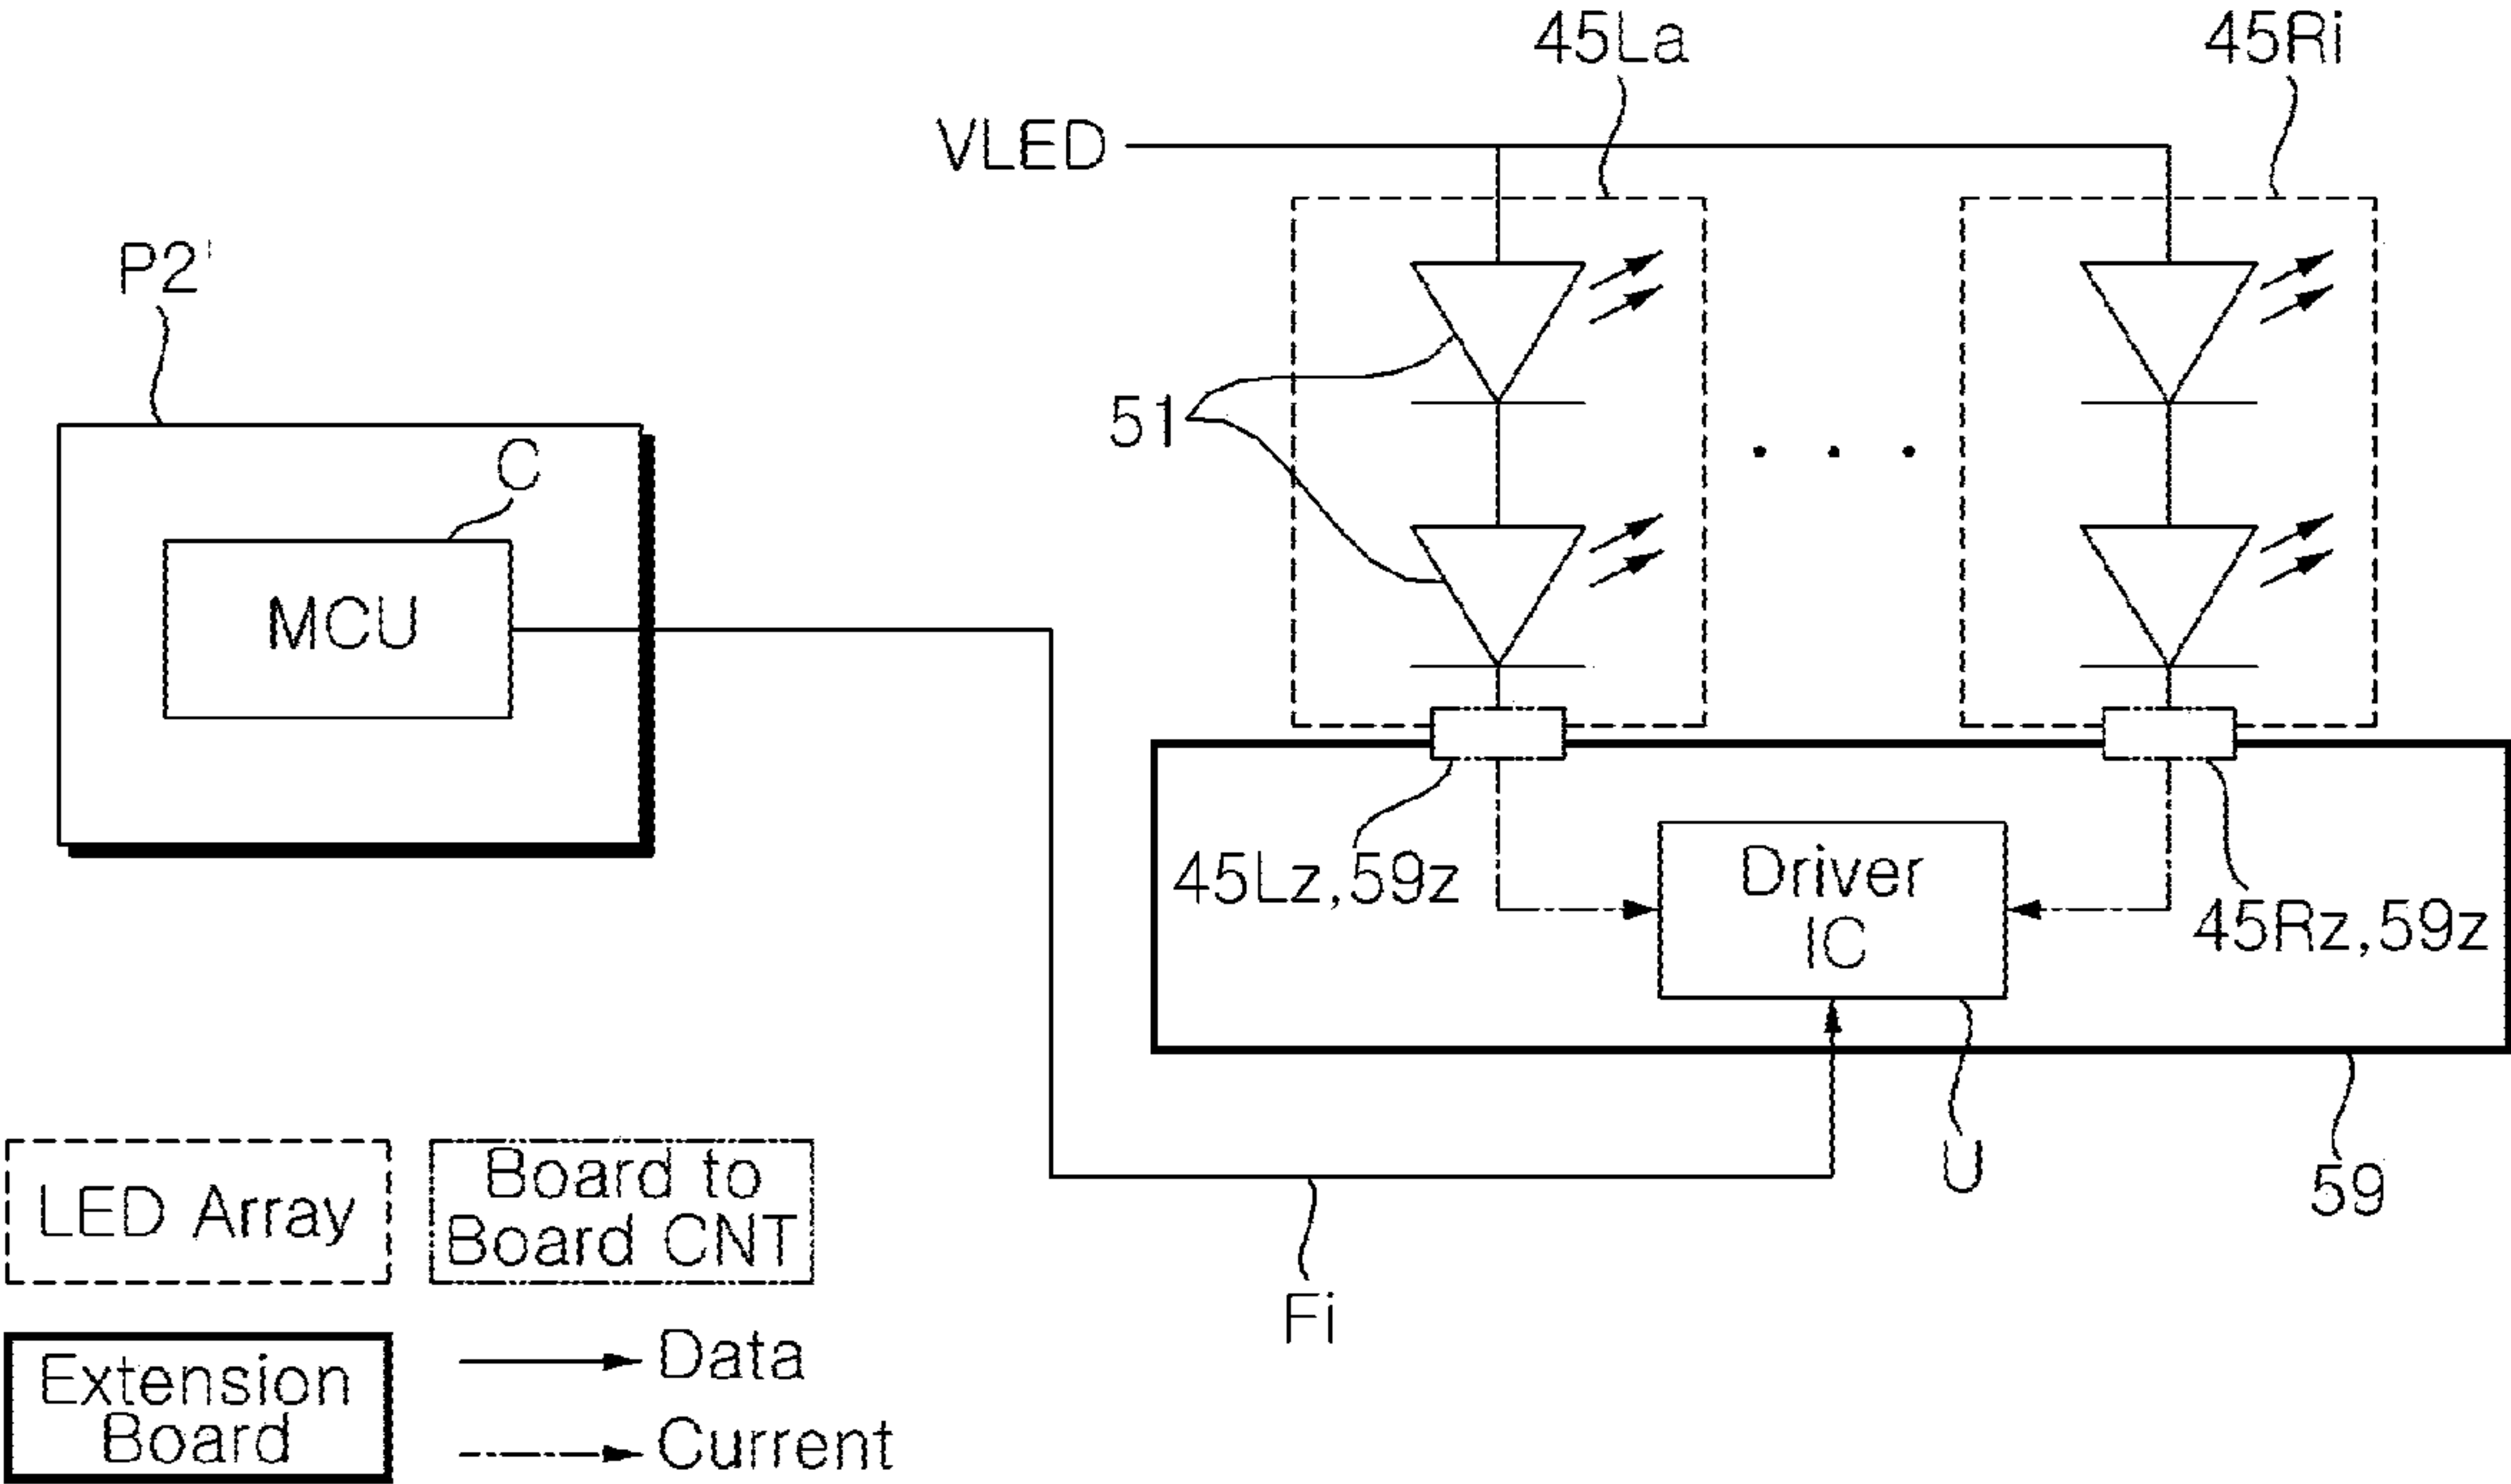 45La
45Ri
VLED
P2'
51
C
MCU
45Lz,59z
Driver
IC
45Rz,59z
U
59
Fi
LED Array
Board to
Board CNT
Extension
Board
Data
Current